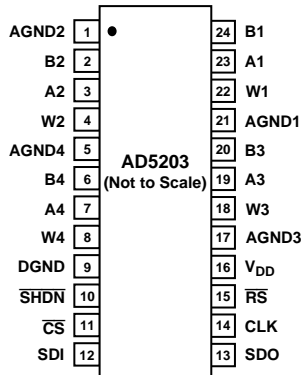 AGND2 1 24 B1
B2 2 23 A1
A2 3 22 W1
W2 4 21 AGND1
AGND4 5 20 B3
B4 6 19 A3
A4 7 18 W3
W4 8 17 AGND3
DGND 9 16 VDD
SHDN 10 15 RS
CS 11 14 CLK
SDI 12 13 SDO
AD5203
(Not to Scale)